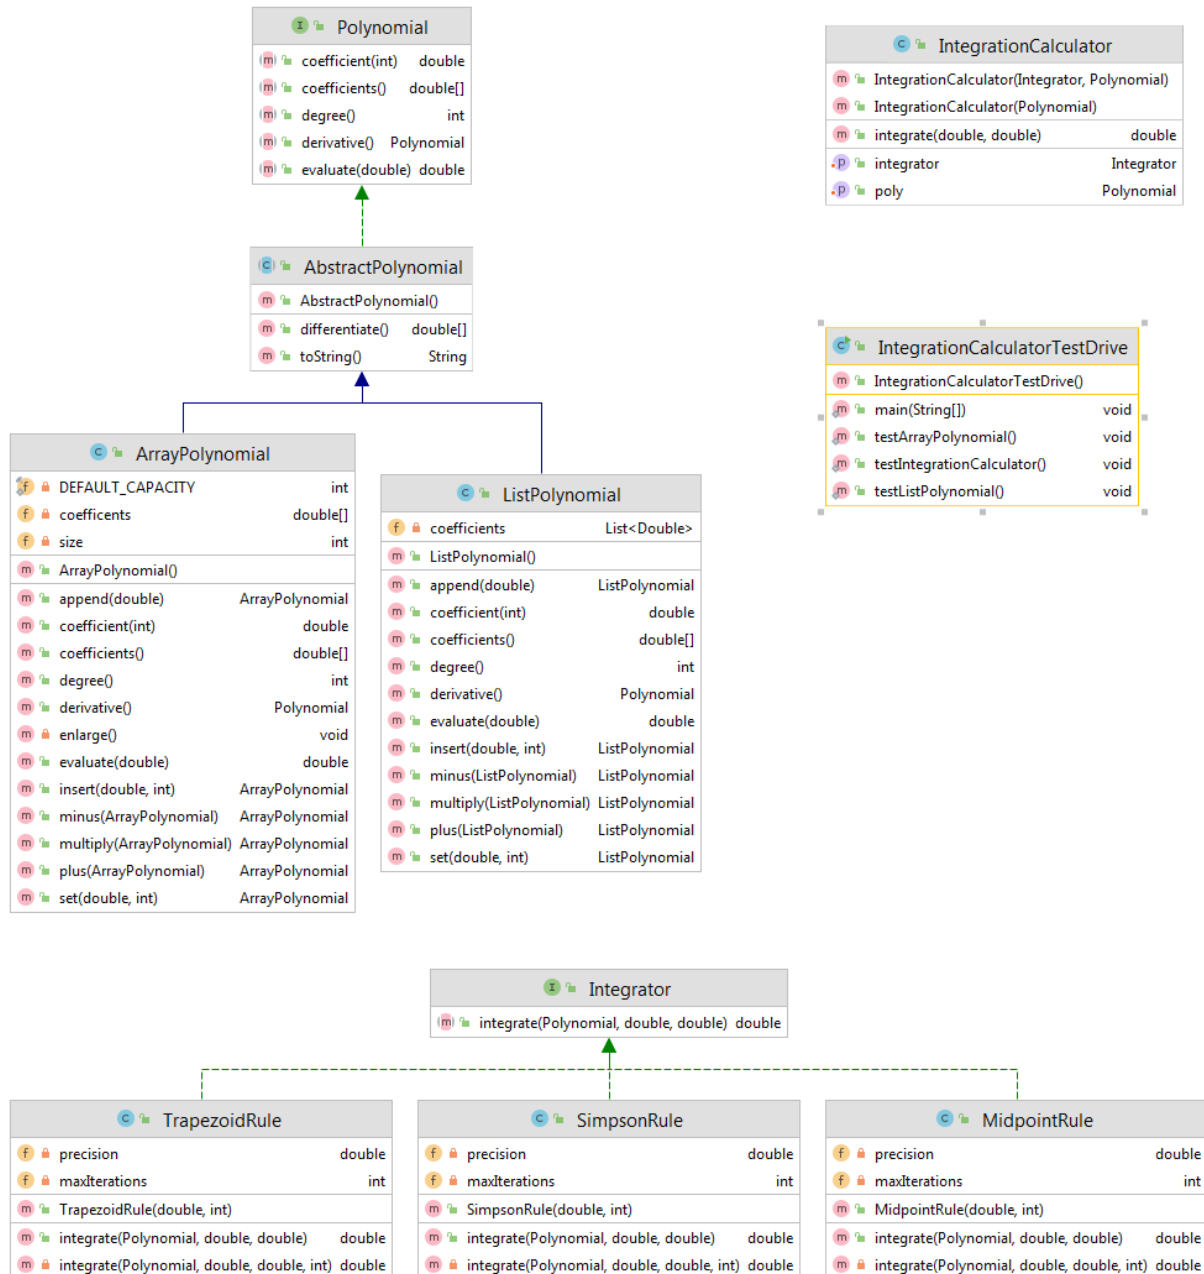 Polynomial
coefficient(int) double
coefficients() double[]
degree() int
derivative() Polynomial
evaluate(double) double
IntegrationCalculator
IntegrationCalculator(Integrator, Polynomial)
IntegrationCalculator(Polynomial)
integrate(double, double) double
integrator Integrator
poly Polynomial
AbstractPolynomial
AbstractPolynomial()
differentiate() double[]
toString() String
IntegrationCalculatorTestDrive
IntegrationCalculatorTestDrive()
main(String[]) void
testArrayPolynomial() void
testIntegrationCalculator() void
testListPolynomial() void
ArrayPolynomial
DEFAULT_CAPACITY int
coefficents double[]
size int
ArrayPolynomial()
append(double) ArrayPolynomial
coefficient(int) double
coefficients() double[]
degree() int
derivative() Polynomial
enlarge() void
evaluate(double) double
insert(double, int) ArrayPolynomial
minus(ArrayPolynomial) ArrayPolynomial
multiply(ArrayPolynomial) ArrayPolynomial
plus(ArrayPolynomial) ArrayPolynomial
set(double, int) ArrayPolynomial
ListPolynomial
coefficients List<Double>
ListPolynomial()
append(double) ListPolynomial
coefficient(int) double
coefficients() double[]
degree() int
derivative() Polynomial
evaluate(double) double
insert(double, int) ListPolynomial
minus(ListPolynomial) ListPolynomial
multiply(ListPolynomial) ListPolynomial
plus(ListPolynomial) ListPolynomial
set(double, int) ListPolynomial
Integrator
integrate(Polynomial, double, double) double
TrapezoidRule
precision double
maxIterations int
TrapezoidRule(double, int)
integrate(Polynomial, double, double) double
integrate(Polynomial, double, double, int) double
SimpsonRule
precision double
maxIterations int
SimpsonRule(double, int)
integrate(Polynomial, double, double) double
integrate(Polynomial, double, double, int) double
MidpointRule
precision double
maxIterations int
MidpointRule(double, int)
integrate(Polynomial, double, double) double
integrate(Polynomial, double, double, int) double